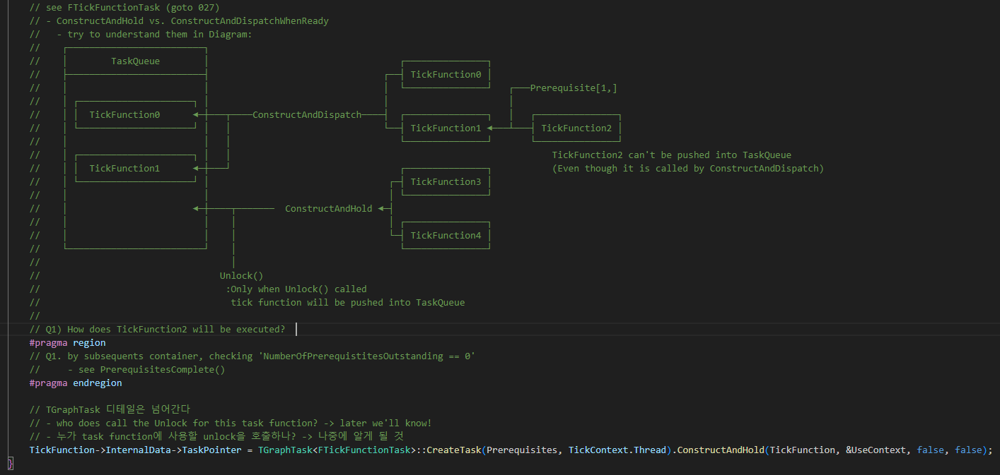 // see FTickFunctionTask (goto 027)
// - ConstructAndHold vs. ConstructAndDispatchWhenReady
//   - try to understand them in Diagram:
//
// TaskQueue
// TickFunction0
// Prerequisite[1,]
// TickFunction0 ConstructAndDispatch
// TickFunction1 TickFunction2
//
// TickFunction2 can't be pushed into TaskQueue
// TickFunction1 (Even though it is called by ConstructAndDispatch)
// TickFunction3
//
// ConstructAndHold
//
// TickFunction4
//
//
// Unlock()
// :Only when Unlock() called
// tick function will be pushed into TaskQueue
//
// Q1) How does TickFunction2 will be executed?
#pragma region
// Q1. by subsequents container, checking 'NumberOfPrerequistitesOutstanding == 0'
//     - see PrerequisitesComplete()
#pragma endregion
// TGraphTask 디테일은 넘어간다
// - who does call the Unlock for this task function? -> later we'll know!
// - 누가 task function에 사용할 unlock을 호출하나? -> 나중에 알게 될 것
TickFunction->InternalData->TaskPointer = TGraphTask<FTickFunctionTask>::CreateTask(Prerequisites, TickContext.Thread).ConstructAndHold(TickFunction, &UseContext, false, false);
}